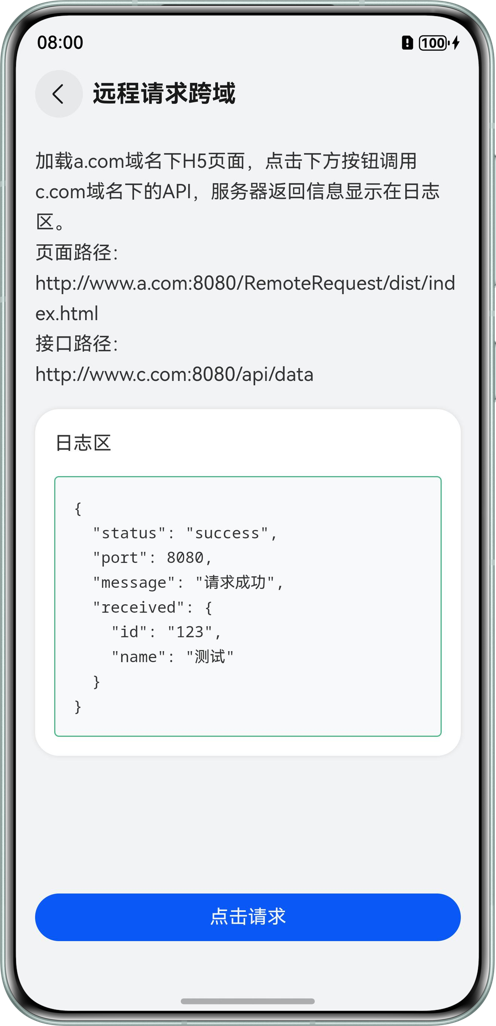 08:00
100
远程请求跨域
加载a.com域名下H5页面，点击下方按钮调用
c.com域名下的API，服务器返回信息显示在日志
区。
页面路径：
http://www.a.com:8080/RemoteRequest/dist/ind
ex.html
接口路径：
http://www.c.com:8080/api/data
日志区
{
  "status": "success",
  "port": 8080,
  "message": "请求成功",
  "received": {
    "id": "123",
    "name": "测试"
  }
}
点击请求